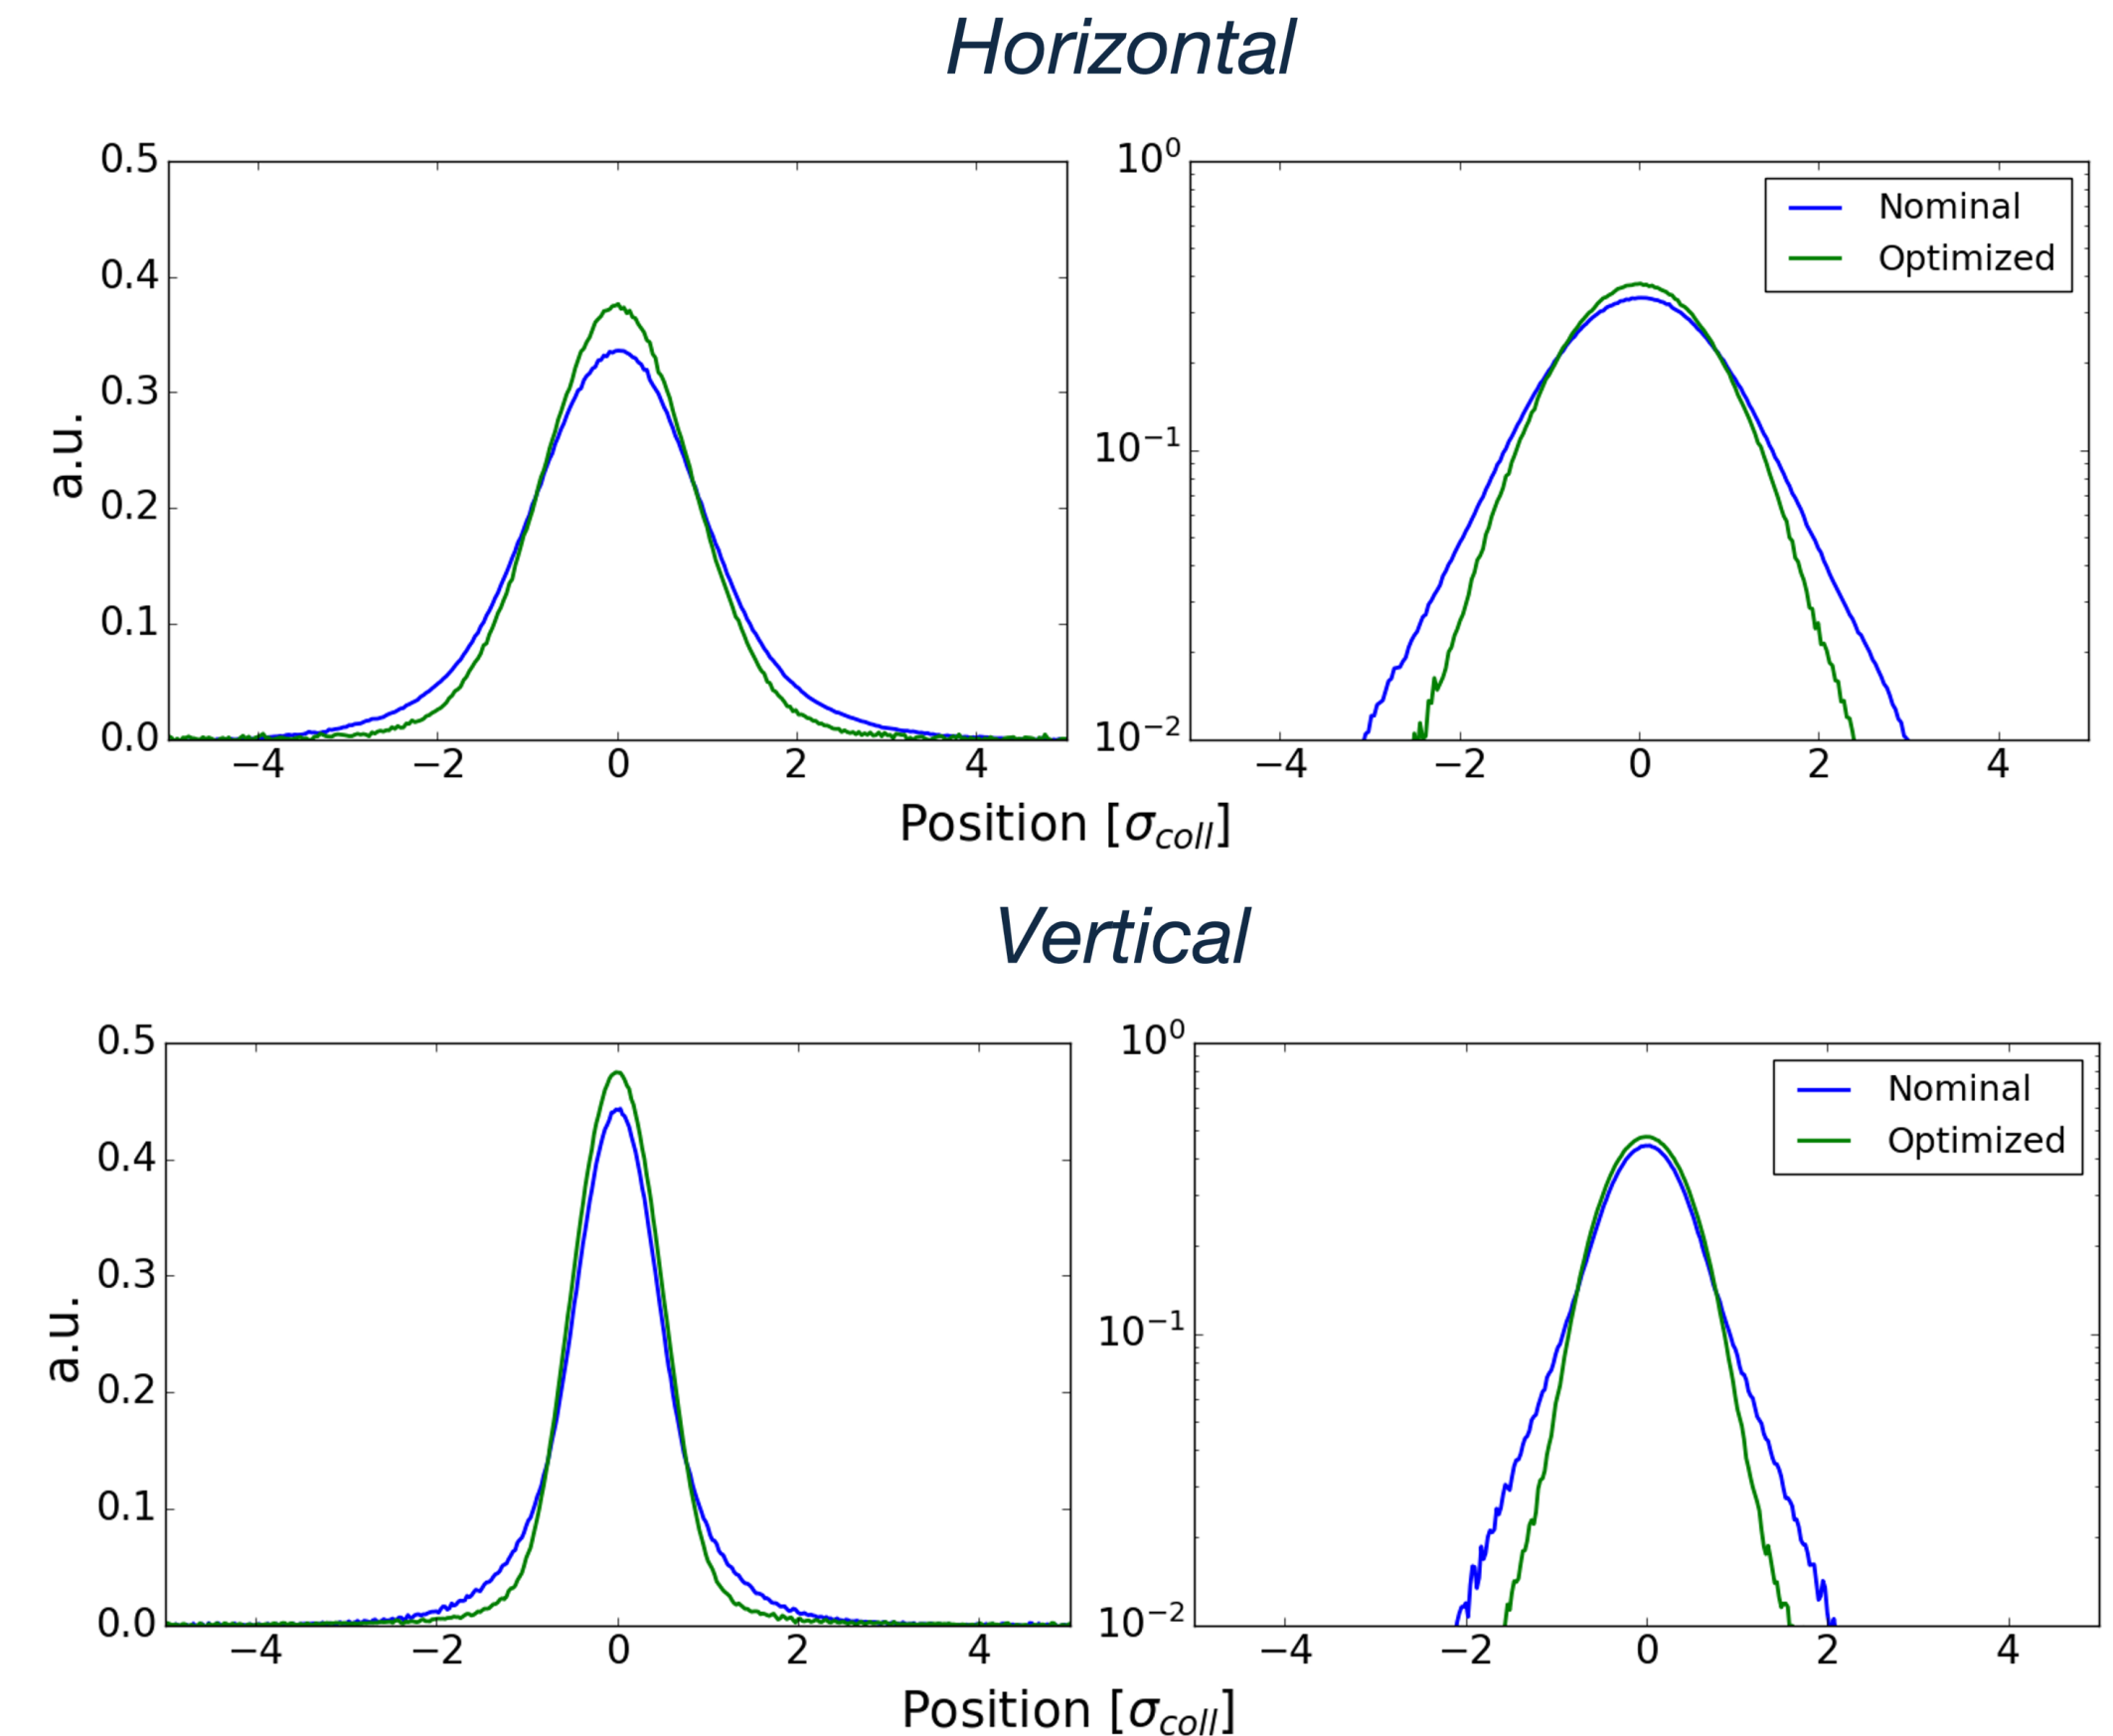 Horizontal
0.5
0.4
0.3
0.2
0.1
0.0
a.u.
−4 −2 0 2 4
10⁰
10⁻¹
10⁻²
Nominal
Optimized
−4 −2 0 2 4
Position [σcoll]
Vertical
0.5
0.4
0.3
0.2
0.1
0.0
a.u.
−4 −2 0 2 4
10⁰
10⁻¹
10⁻²
Nominal
Optimized
−4 −2 0 2 4
Position [σcoll]